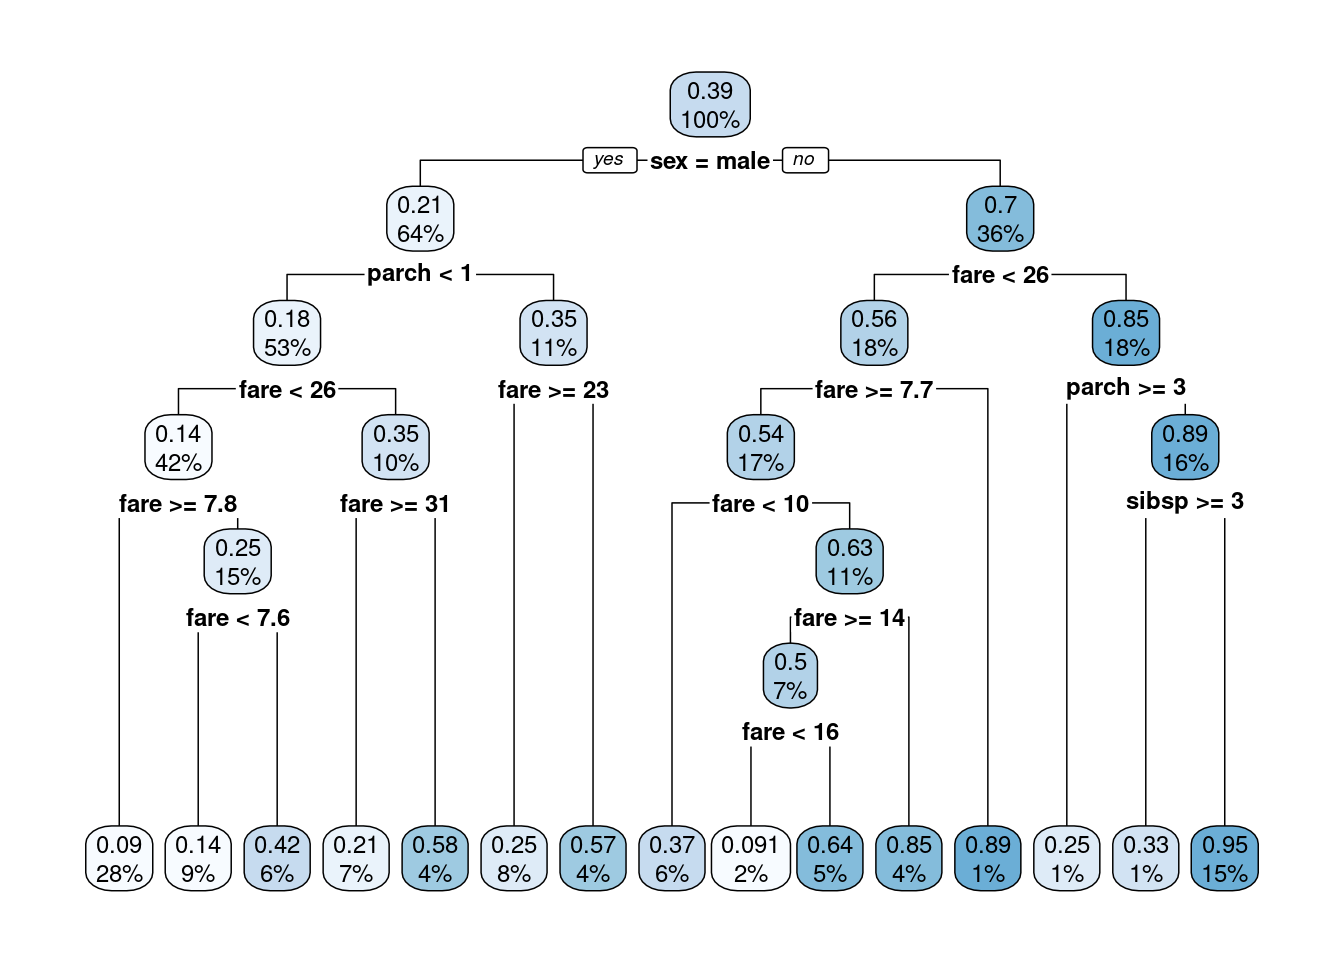 0.39
100%
yes sex = male no
0.21 0.7
64% 36%
parch < 1 fare < 26
0.18 0.35 0.56 0.85
53% 11% 18% 18%
fare < 26 fare >= 23 fare >= 7.7 parch >= 3
0.14 0.35 0.54 0.89
42% 10% 17% 16%
fare >= 7.8 fare >= 31 fare < 10 sibsp >= 3
0.25 0.63
15% 11%
fare < 7.6 fare >= 14
0.5
7%
fare < 16
0.09 0.14 0.42 0.21 0.58 0.25 0.57 0.37 0.091 0.64 0.85 0.89 0.25 0.33 0.95
28% 9% 6% 7% 4% 8% 4% 6% 2% 5% 4% 1% 1% 1% 15%